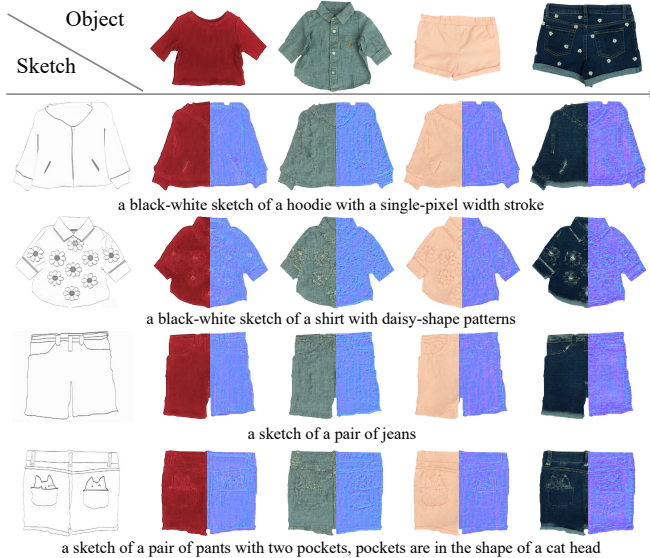 Object
Sketch
a black-white sketch of a hoodie with a single-pixel width stroke
a black-white sketch of a shirt with daisy-shape patterns
a sketch of a pair of jeans
a sketch of a pair of pants with two pockets, pockets are in the shape of a cat head